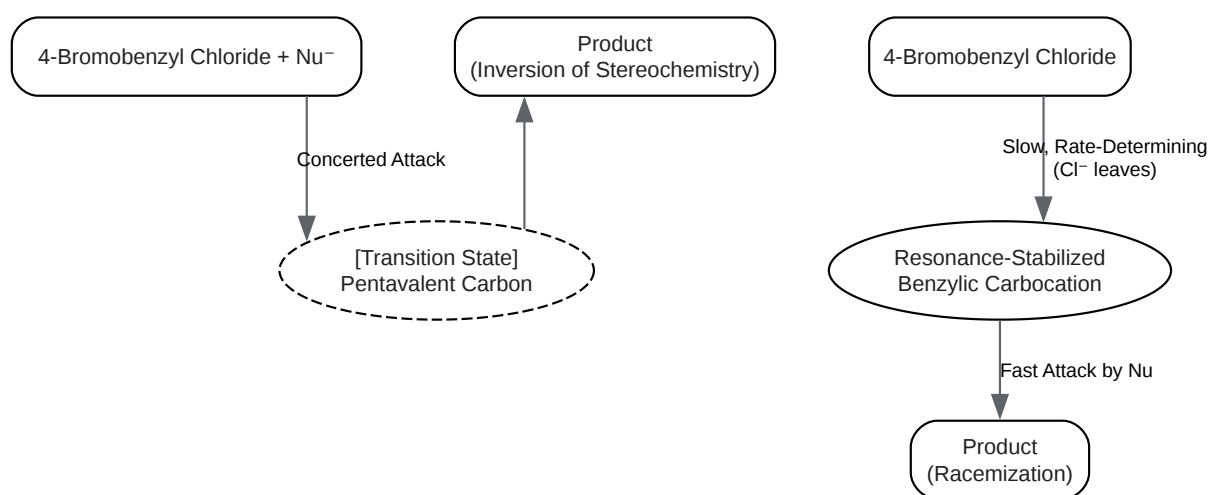 4-Bromobenzyl Chloride + Nu⁻
Concerted Attack
[Transition State]
Pentavalent Carbon
Product
(Inversion of Stereochemistry)
4-Bromobenzyl Chloride
Slow, Rate-Determining
(Cl⁻ leaves)
Resonance-Stabilized
Benzylic Carbocation
Fast Attack by Nu
Product
(Racemization)